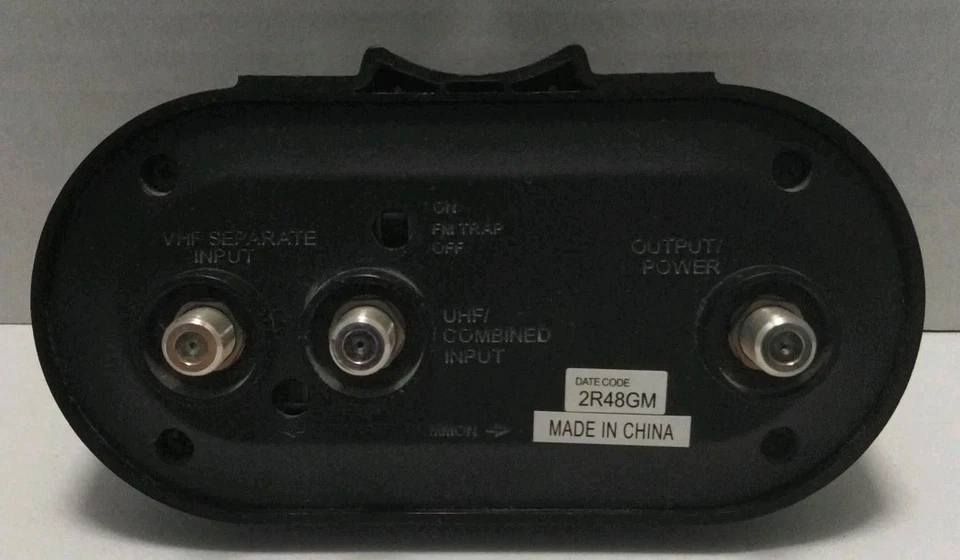 ON
FM TRAP
OFF
VHF SEPARATE
INPUT
UHF/
COMBINED
INPUT
OUTPUT/
POWER
DATE CODE
2R48GM
MADE IN CHINA